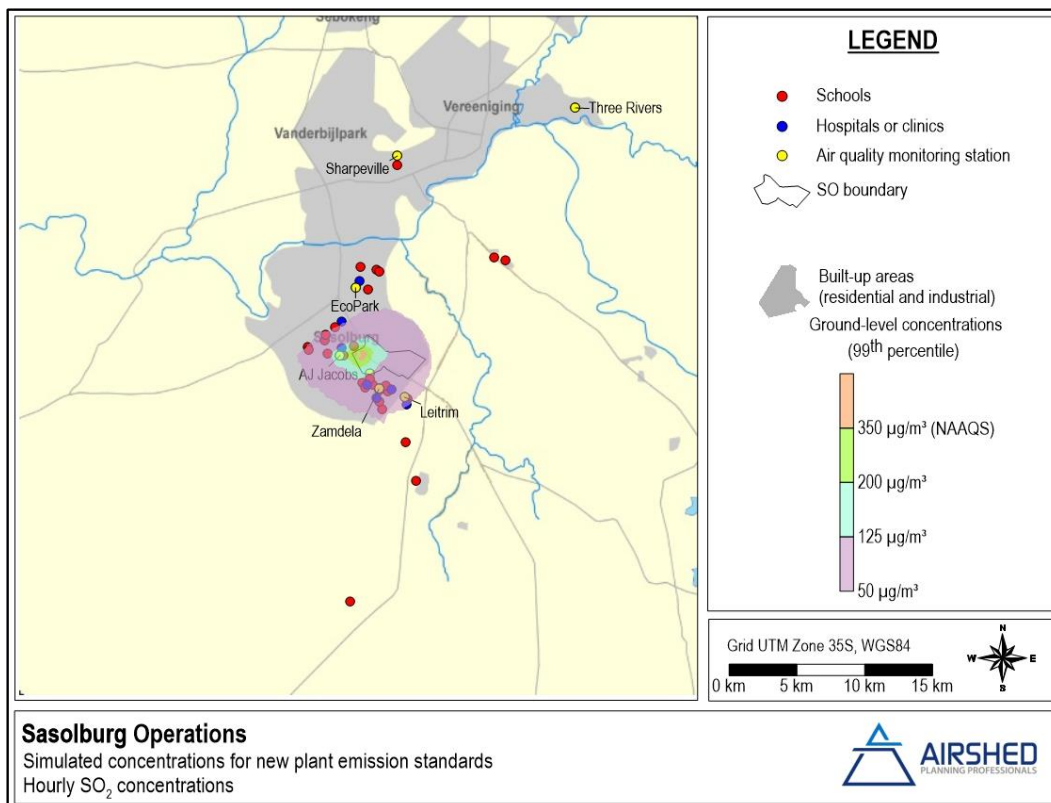 Sebokeng
Vereeniging
Three Rivers
Vanderbijlpark
Sharpeville
EcoPark
Sasolburg
AJ Jacobs
Leitrim
Zamdela
LEGEND
Schools
Hospitals or clinics
Air quality monitoring station
SO boundary
Built-up areas
(residential and industrial)
Ground-level concentrations
(99th percentile)
350 µg/m³ (NAAQS)
200 µg/m³
125 µg/m³
50 µg/m³
Grid UTM Zone 35S, WGS84
N
W E
S
0 km 5 km 10 km 15 km
Sasolburg Operations
Simulated concentrations for new plant emission standards
Hourly SO₂ concentrations
AIRSHED
PLANNING PROFESSIONALS